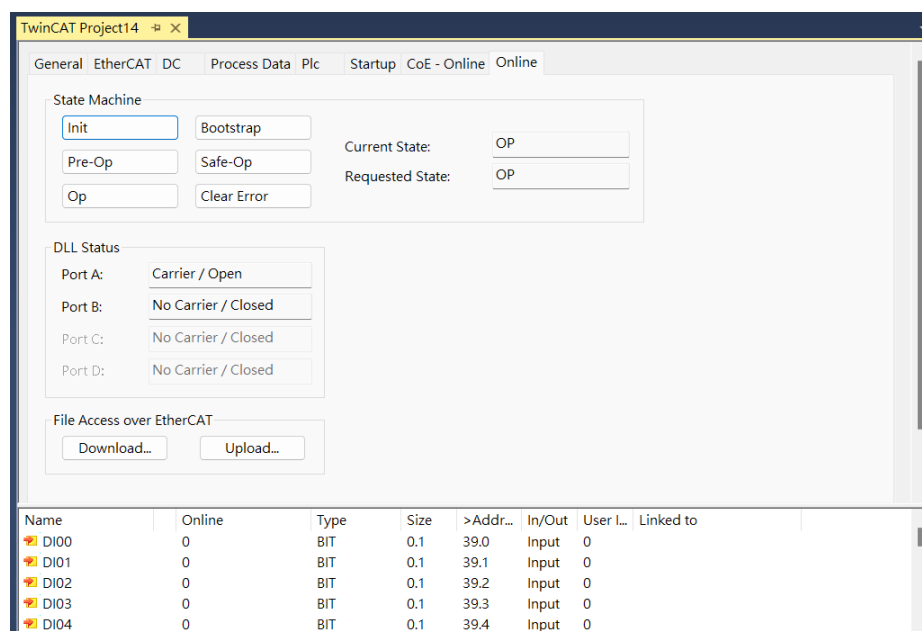 TwinCAT Project14
General EtherCAT DC Process Data Plc Startup CoE - Online Online
State Machine
Init Bootstrap
Current State: OP
Pre-Op Safe-Op
Requested State: OP
Op Clear Error
DLL Status
Port A: Carrier / Open
Port B: No Carrier / Closed
Port C: No Carrier / Closed
Port D: No Carrier / Closed
File Access over EtherCAT
Download... Upload...
Name Online Type Size >Addr... In/Out User I... Linked to
DI00 0 BIT 0.1 39.0 Input 0
DI01 0 BIT 0.1 39.1 Input 0
DI02 0 BIT 0.1 39.2 Input 0
DI03 0 BIT 0.1 39.3 Input 0
DI04 0 BIT 0.1 39.4 Input 0